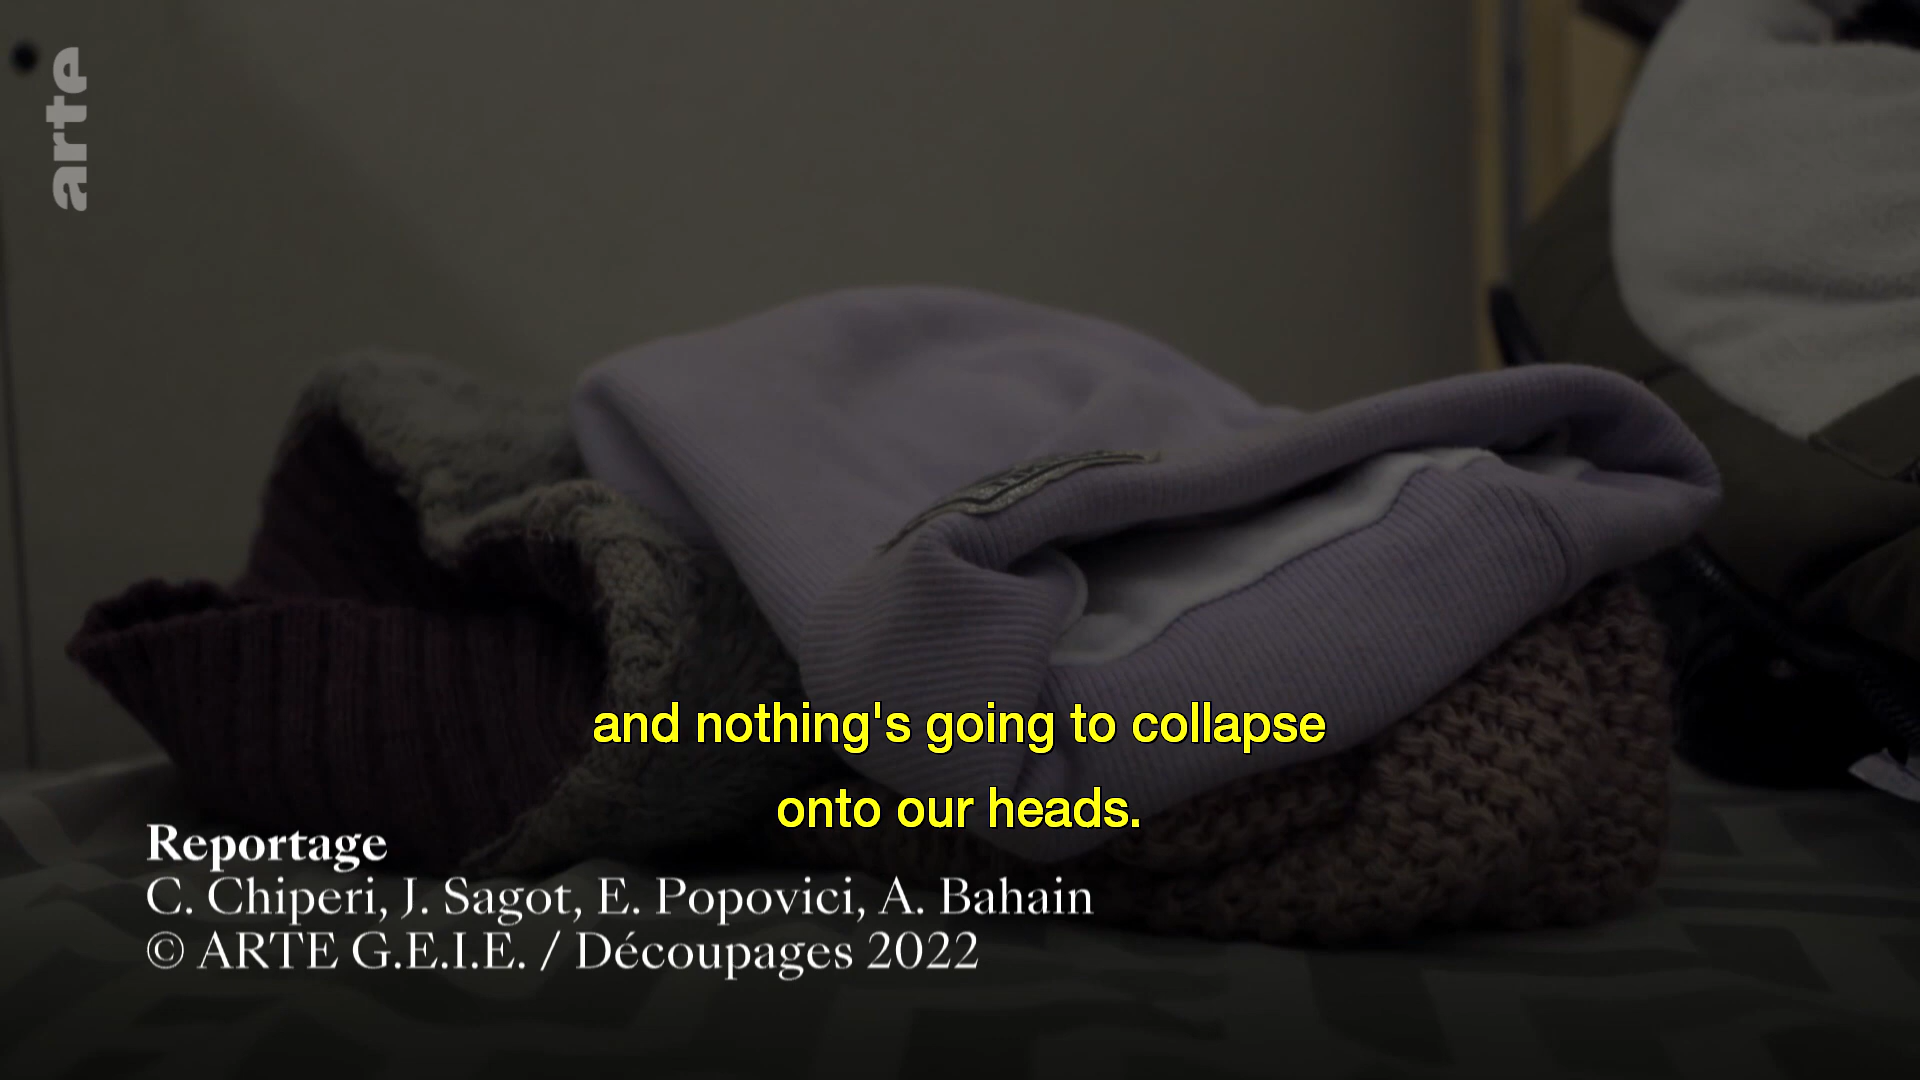 arte
and nothing's going to collapse
onto our heads.
Reportage
C. Chiperi, J. Sagot, E. Popovici, A. Bahain
© ARTE G.E.I.E. / Découpages 2022